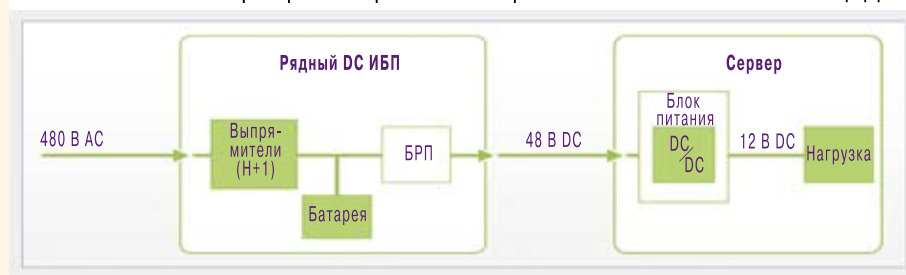 Рядный DC ИБП
Сервер
480 В AC
Выпря-
мители
(Н+1)
Батарея
БРП
48 В DC
Блок
питания
DC/DC
12 В DC
Нагрузка